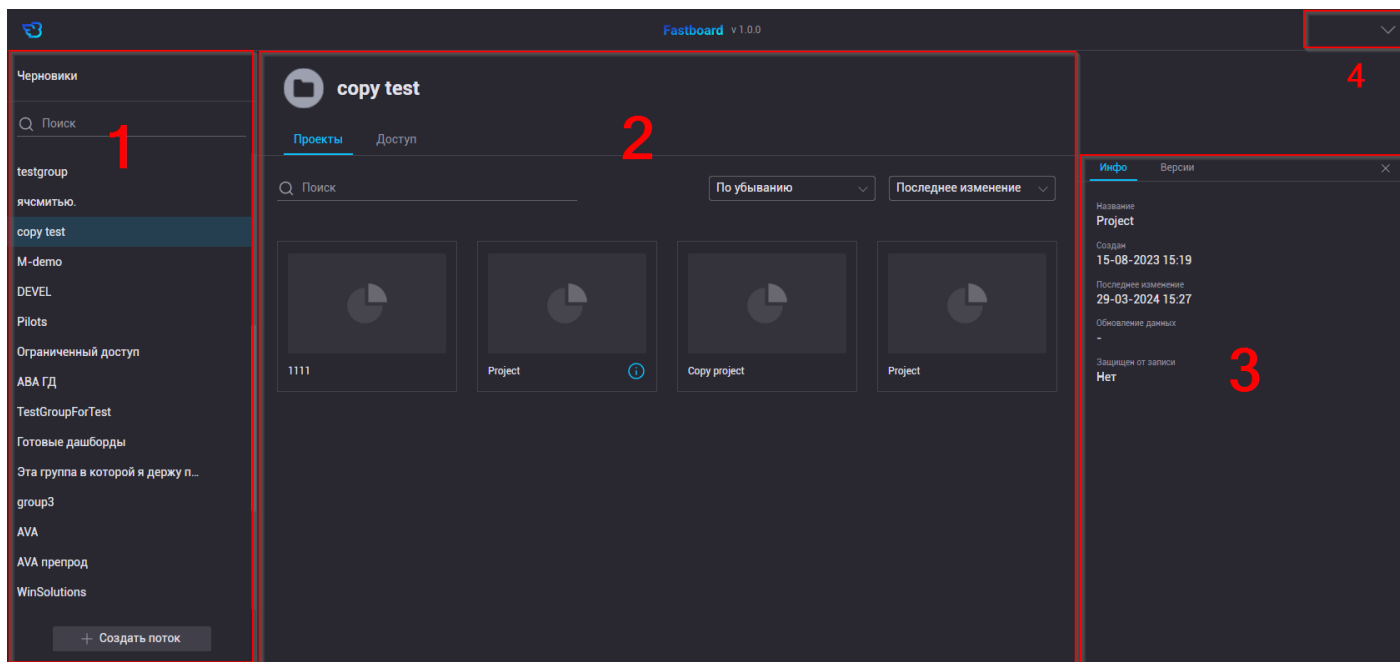 Fastboard v 1.0.0
4
Черновики
Поиск
1
testgroup
ячсмитью.
copy test
M-demo
DEVEL
Pilots
Ограниченный доступ
АВА ГД
TestGroupForTest
Готовые дашборды
Эта группа в которой я держу п...
group3
AVA
AVA препрод
WinSolutions
+ Создать поток
copy test
2
Проекты Доступ
Поиск По убыванию Последнее изменение
1111 Project Copy project Project
Инфо Версии
Название
Project
Создан
15-08-2023 15:19
Последнее изменение
29-03-2024 15:27
Обновление данных
-
Защищен от записи
Нет
3